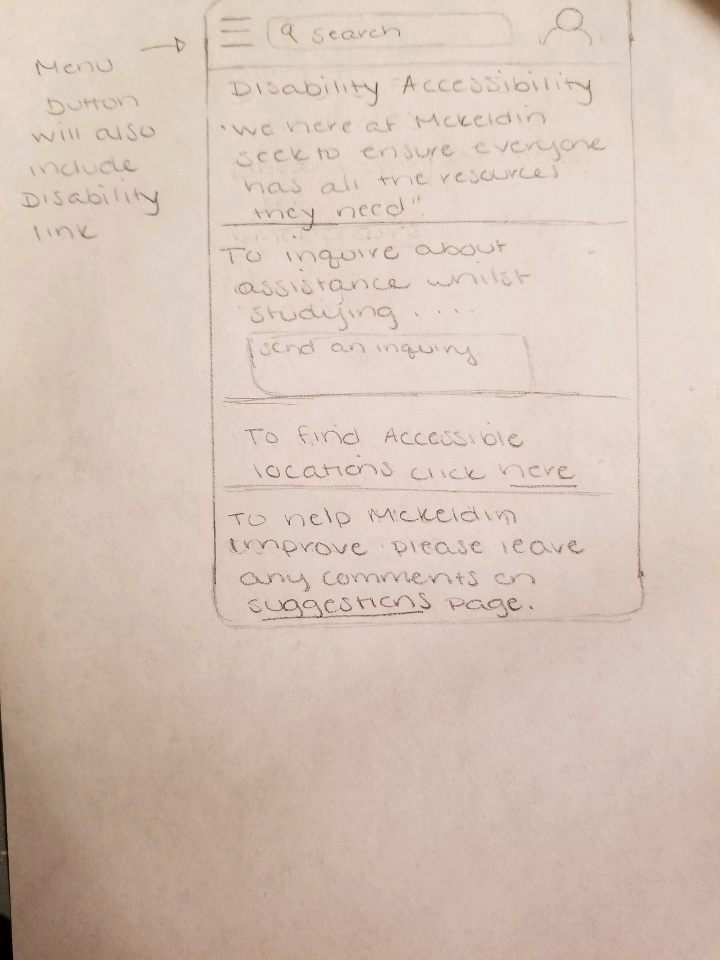 Menu
button
will also
include
Disability
link
search
Disability Accessibility
"we here at Mckeldin
seek to ensure everyone
has all the resources
they need"
To inquire about
assistance whilst
studying . . . .
send an inquiry
To find Accessible
locations click here
To help Mckeldin
improve please leave
any comments on
suggestions page.